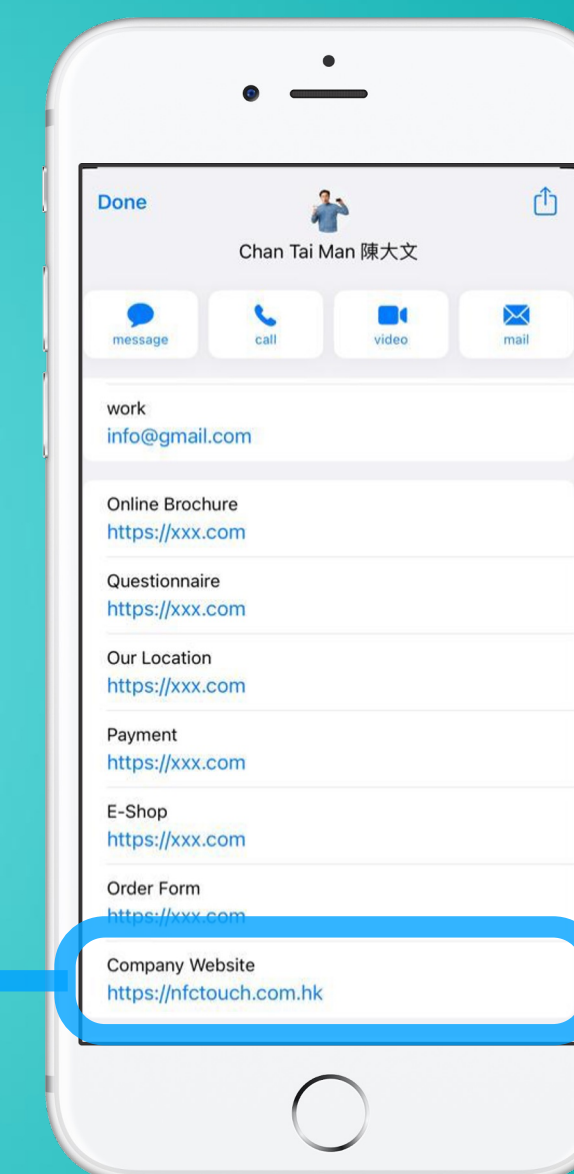 Done
Chan Tai Man 陳大文
message
call
video
mail
work
info@gmail.com
Online Brochure
https://xxx.com
Questionnaire
https://xxx.com
Our Location
https://xxx.com
Payment
https://xxx.com
E-Shop
https://xxx.com
Order Form
https://xxx.com
Company Website
https://nfctouch.com.hk